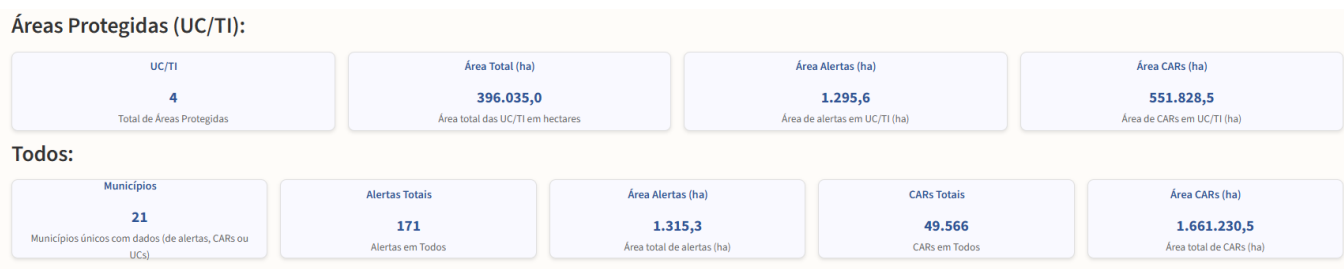 Áreas Protegidas (UC/TI):
UC/TI
4
Total de Áreas Protegidas
Área Total (ha)
396.035,0
Área total das UC/TI em hectares
Área Alertas (ha)
1.295,6
Área de alertas em UC/TI (ha)
Área CARs (ha)
551.828,5
Área de CARs em UC/TI (ha)
Todos:
Municípios
21
Municípios únicos com dados (de alertas, CARs ou
UCs)
Alertas Totais
171
Alertas em Todos
Área Alertas (ha)
1.315,3
Área total de alertas (ha)
CARs Totais
49.566
CARs em Todos
Área CARs (ha)
1.661.230,5
Área total de CARs (ha)